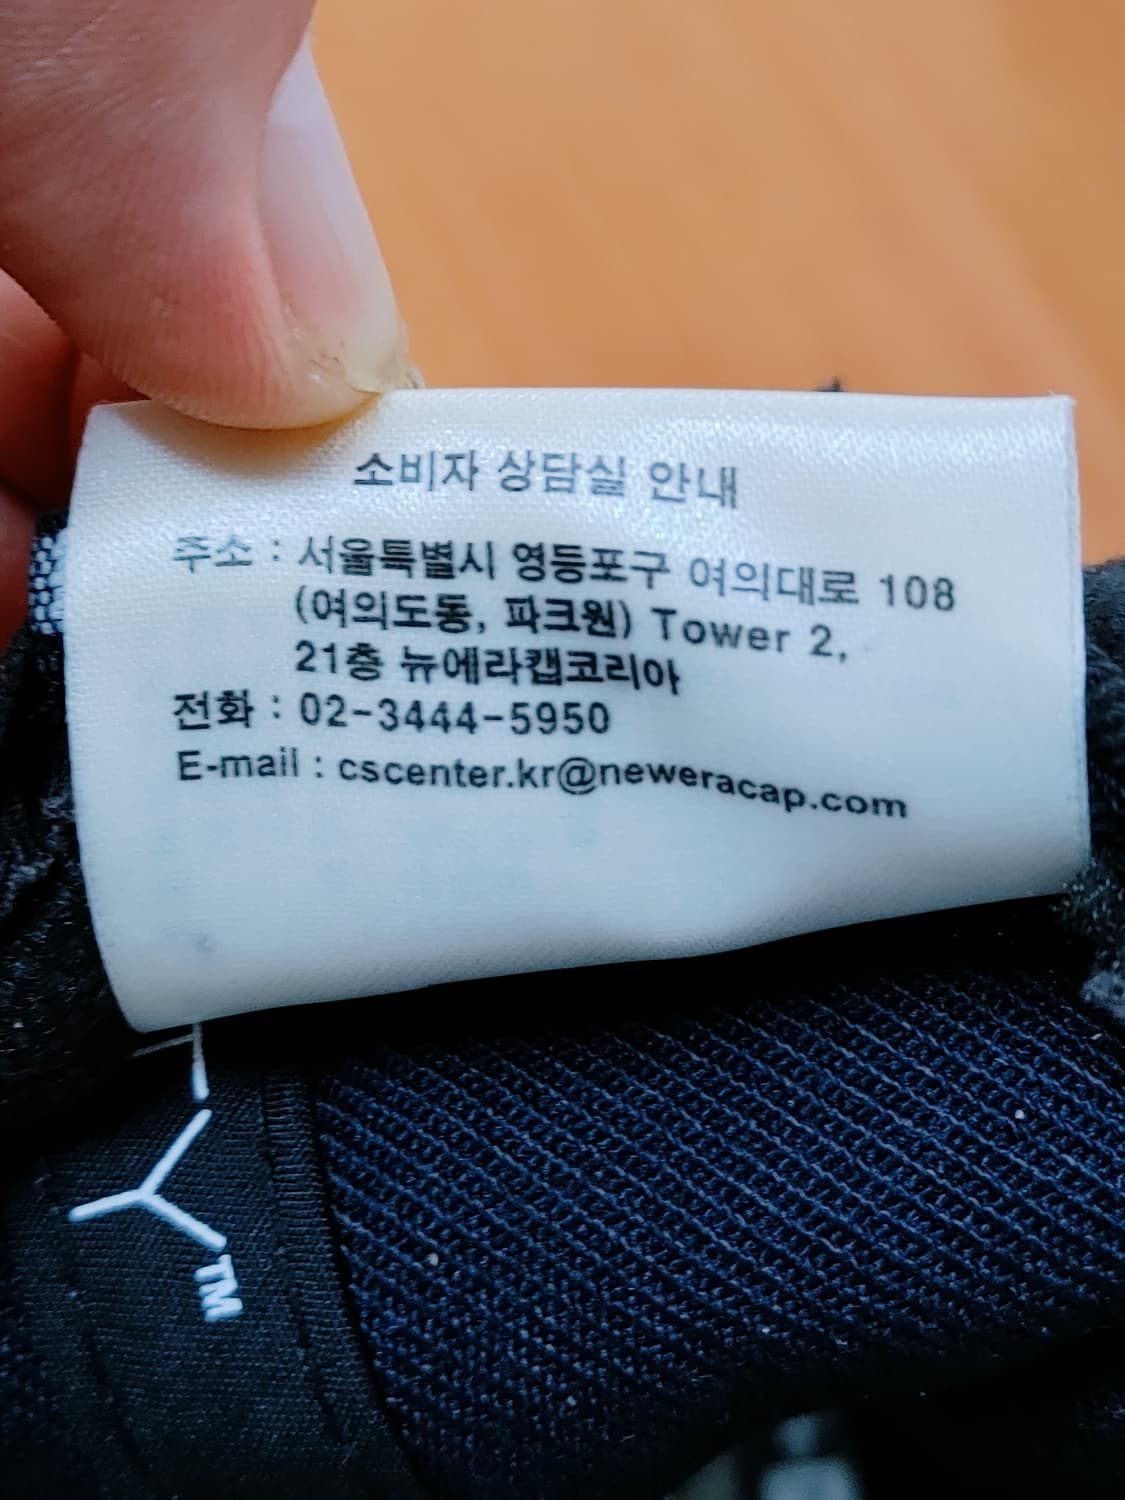 소비자 상담실 안내
주소 : 서울특별시 영등포구 여의대로 108
(여의도동, 파크원) Tower 2,
21층 뉴에라캡코리아
전화 : 02-3444-5950
E-mail : cscenter.kr@neweracap.com
Y™